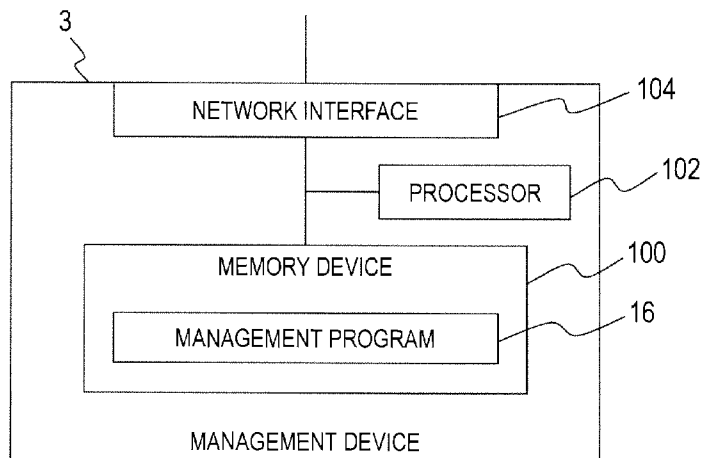 3
NETWORK INTERFACE
104
PROCESSOR
102
MEMORY DEVICE
100
MANAGEMENT PROGRAM
16
MANAGEMENT DEVICE